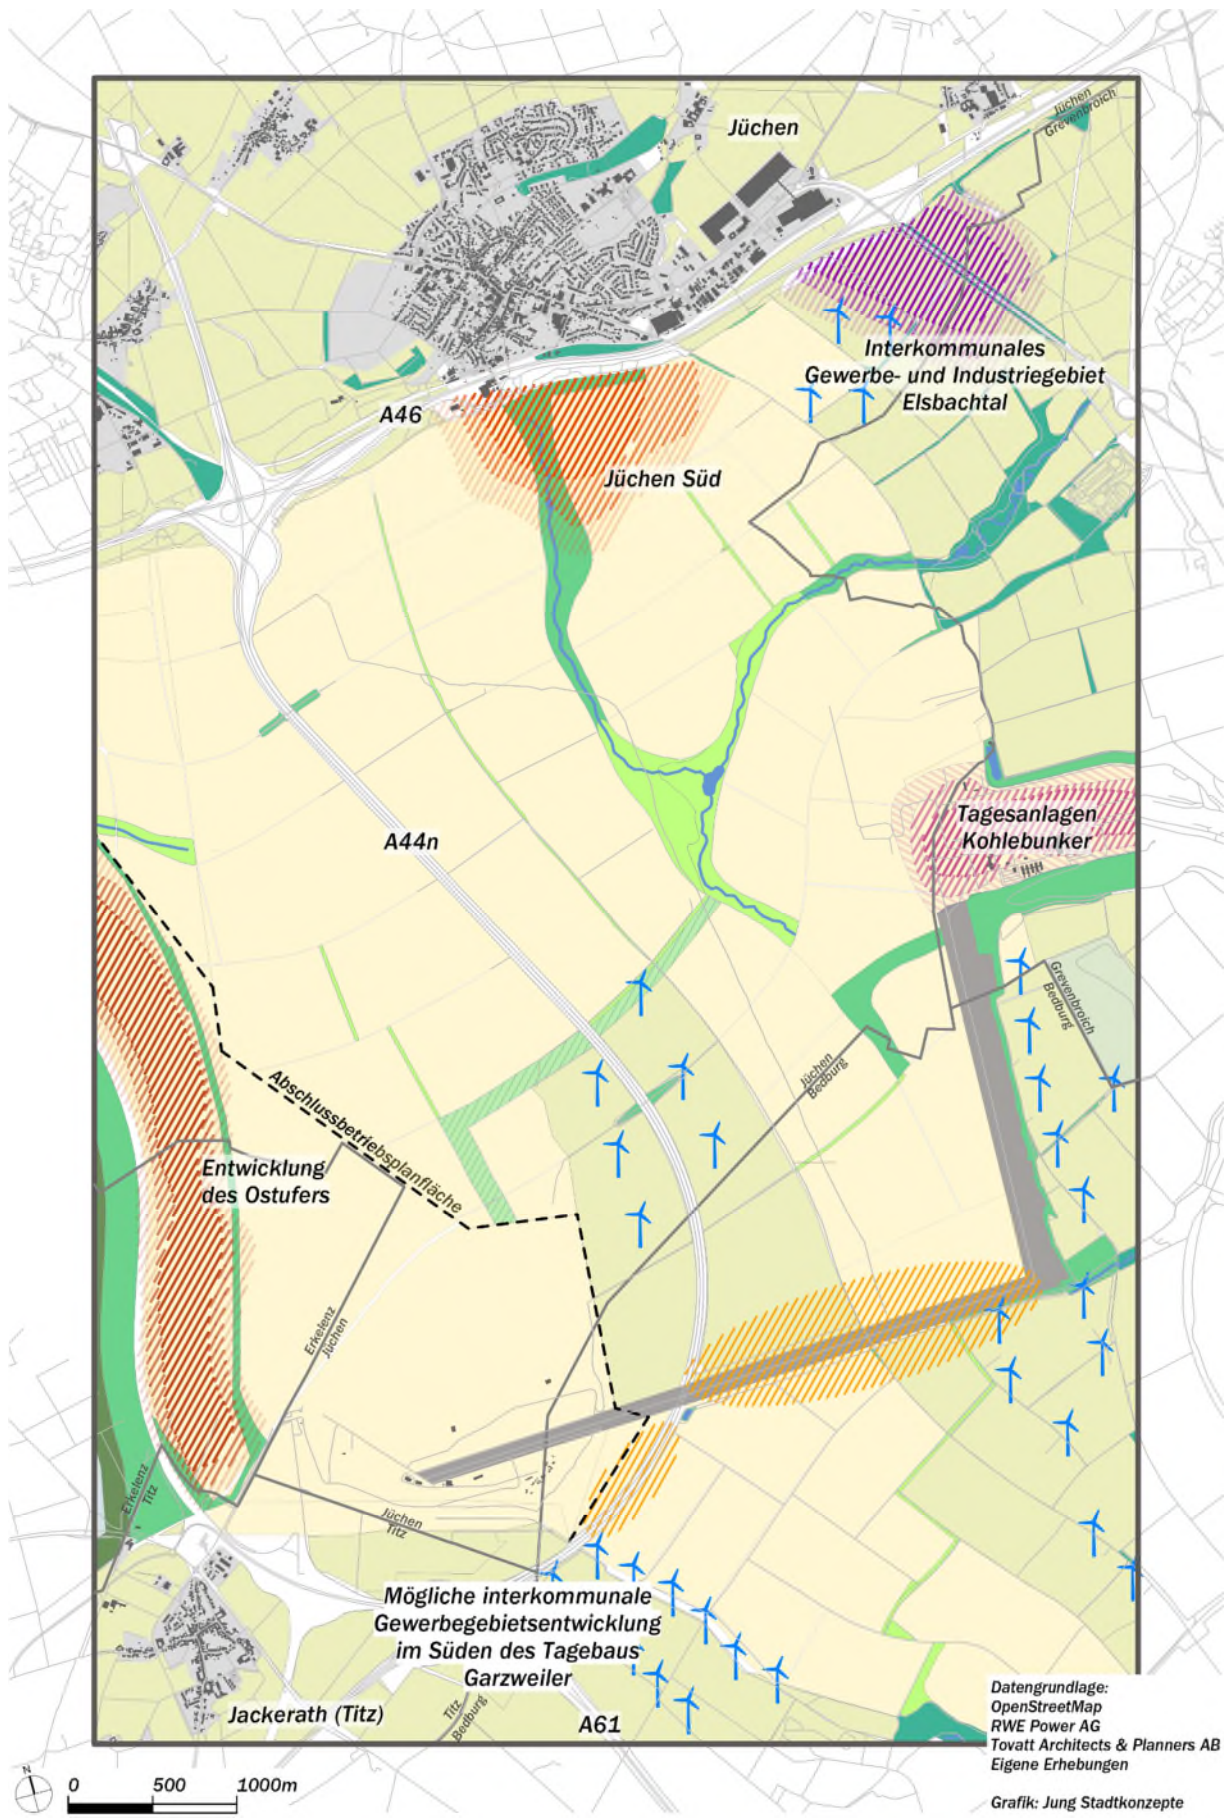 Jüchen
Jüchen
Grevenbroich
Interkommunales
Gewerbe- und Industriegebiet
Elsbachtal
A46
Jüchen Süd
Tagesanlagen
Kohlebunker
A44n
Grevenbroich
Bedburg
Jüchen
Bedburg
Abschlussbetriebsplanfläche
Entwicklung
des Ostufers
Erkelenz
Jüchen
Erkelenz
Titz
Jüchen
Titz
Mögliche interkommunale
Gewerbegebietsentwicklung
im Süden des Tagebaus
Garzweiler
Jackerath (Titz)
Titz
Bedburg
A61
Datengrundlage:
OpenStreetMap
RWE Power AG
Tovatt Architects & Planners AB
Eigene Erhebungen
Grafik: Jung Stadtkonzepte
N
0 500 1000m